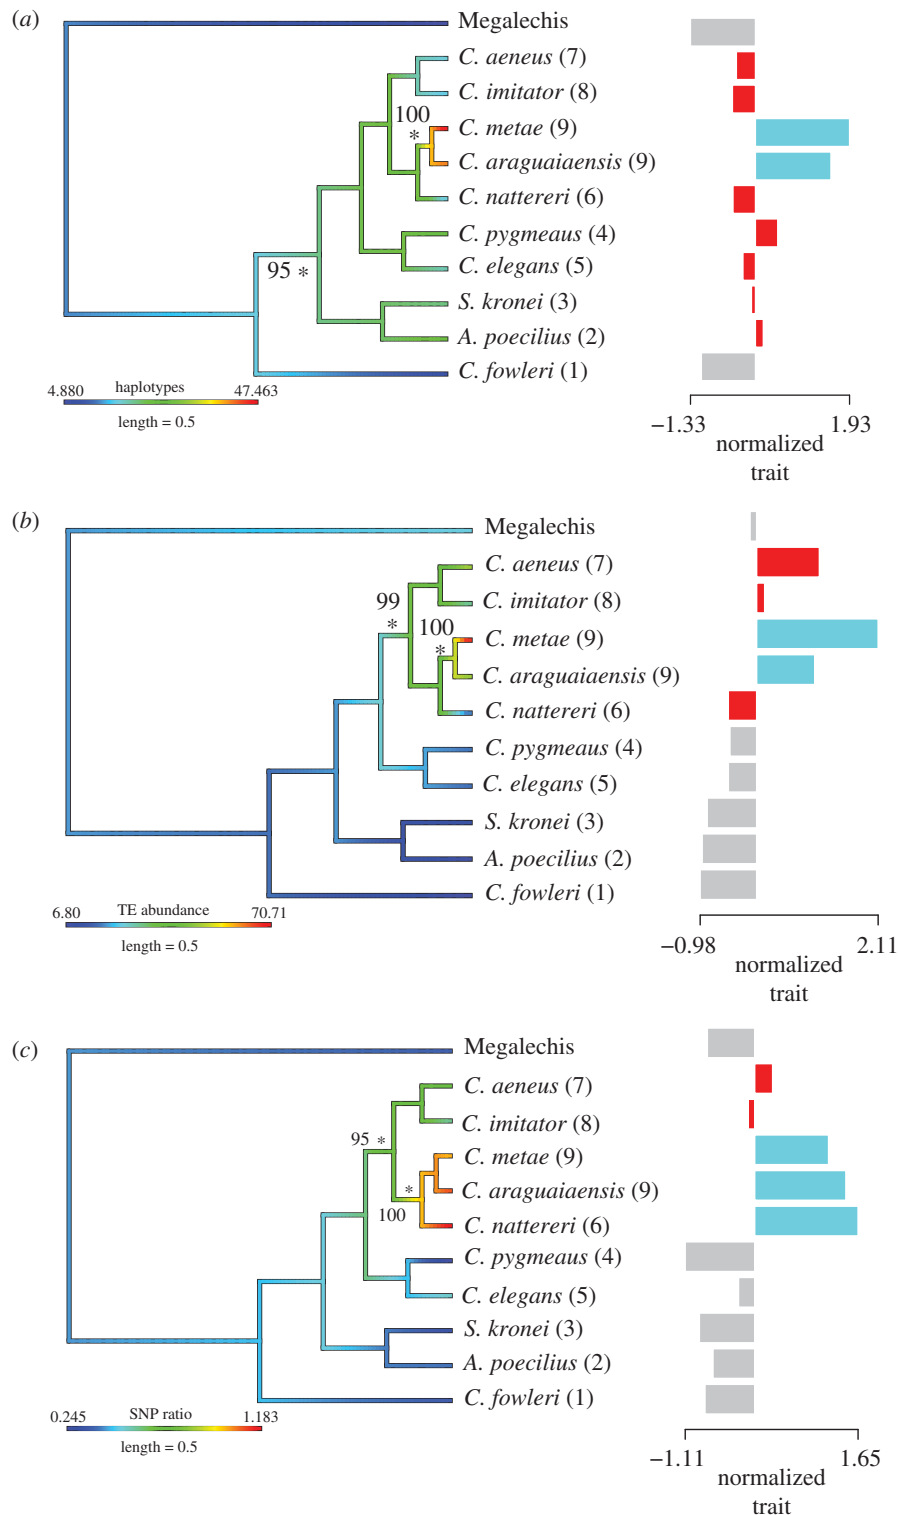 (a)
Megalechis
C. aeneus (7)
C. imitator (8)
100
*
C. metae (9)
C. araguaiaensis (9)
C. nattereri (6)
C. pygmeaus (4)
95 *
C. elegans (5)
S. kronei (3)
A. poecilius (2)
C. fowleri (1)
4.880 haplotypes 47.463
length = 0.5
−1.33 1.93
normalized
trait
(b)
Megalechis
C. aeneus (7)
99
*
C. imitator (8)
100
*
C. metae (9)
C. araguaiaensis (9)
C. nattereri (6)
C. pygmeaus (4)
C. elegans (5)
S. kronei (3)
A. poecilius (2)
C. fowleri (1)
6.80 TE abundance 70.71
length = 0.5
−0.98 2.11
normalized
trait
(c)
Megalechis
C. aeneus (7)
C. imitator (8)
95 *
C. metae (9)
*
C. araguaiaensis (9)
100
C. nattereri (6)
C. pygmeaus (4)
C. elegans (5)
S. kronei (3)
A. poecilius (2)
C. fowleri (1)
0.245 SNP ratio 1.183
length = 0.5
−1.11 1.65
normalized
trait